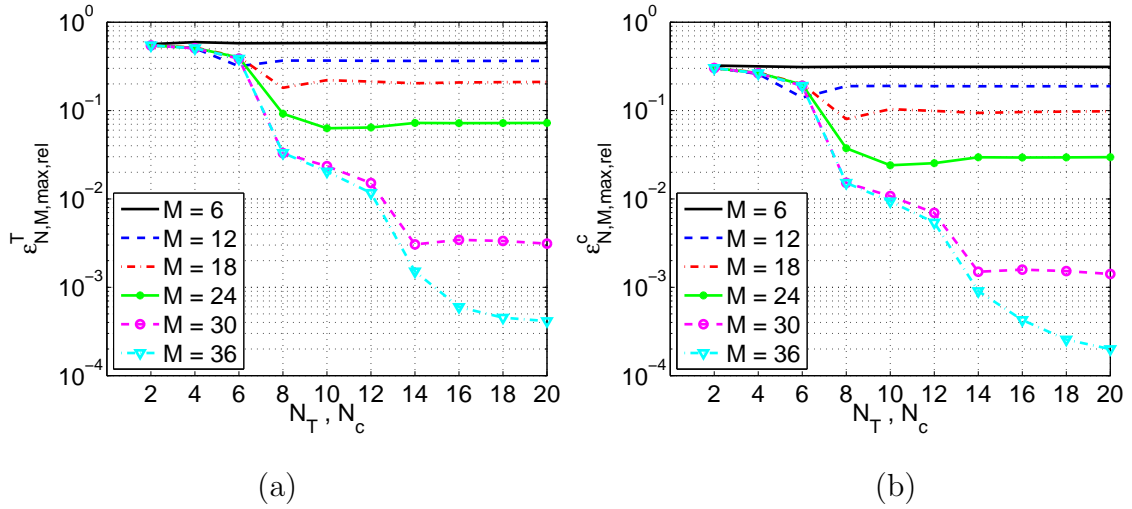 10^0
10^-1
10^-2
10^-3
10^-4
ε^T_N,M,max,rel
M = 6
M = 12
M = 18
M = 24
M = 30
M = 36
2 4 6 8 10 12 14 16 18 20
N_T , N_c
(a)
10^0
10^-1
10^-2
10^-3
10^-4
ε^c_N,M,max,rel
M = 6
M = 12
M = 18
M = 24
M = 30
M = 36
2 4 6 8 10 12 14 16 18 20
N_T , N_c
(b)